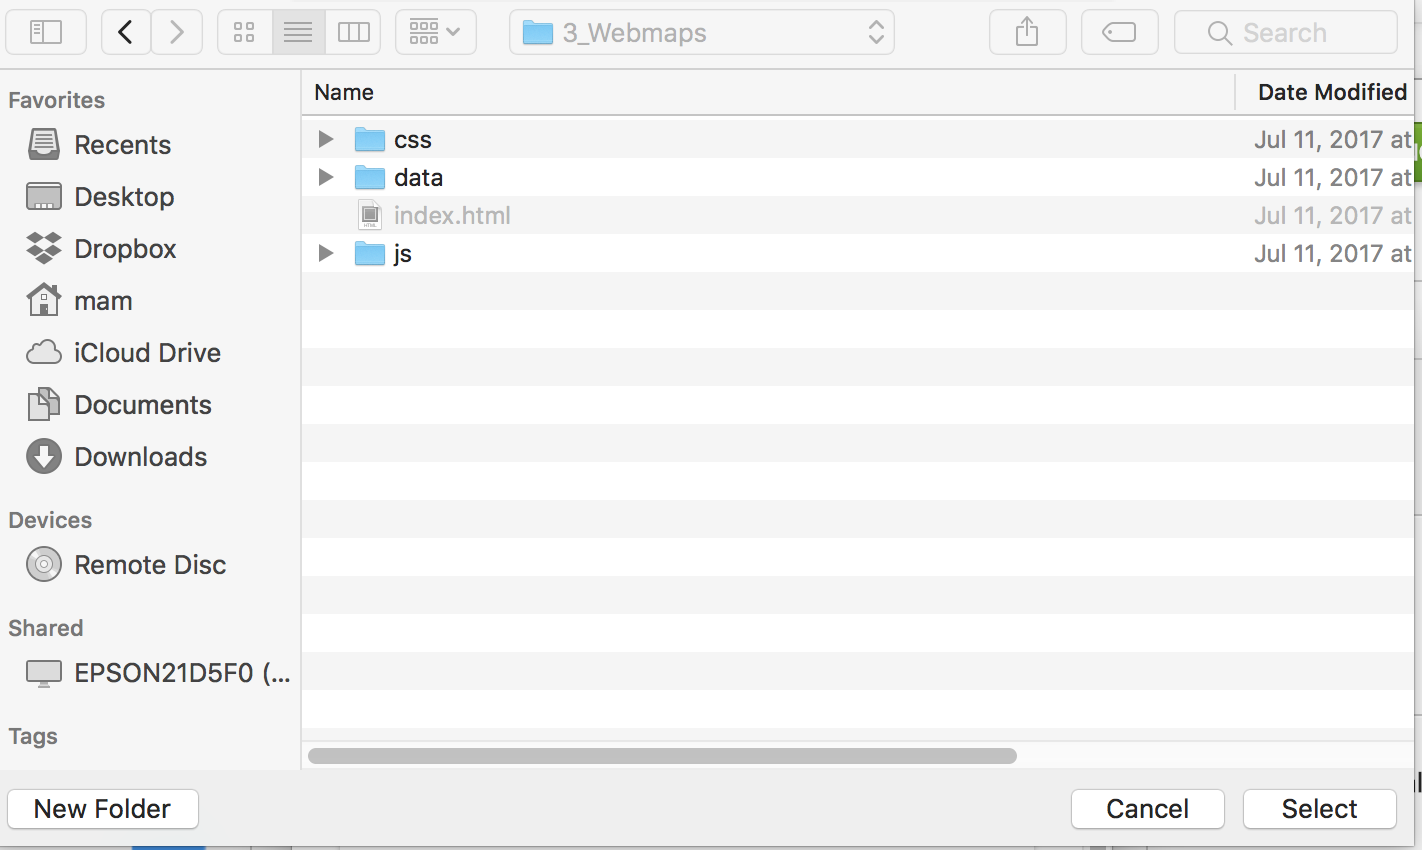 3_Webmaps
Search
Favorites
Recents
Desktop
Dropbox
mam
iCloud Drive
Documents
Downloads
Devices
Remote Disc
Shared
EPSON21D5F0 (...
Tags
Name Date Modified
css Jul 11, 2017 at
data Jul 11, 2017 at
index.html Jul 11, 2017 at
js Jul 11, 2017 at
New Folder
Cancel
Select